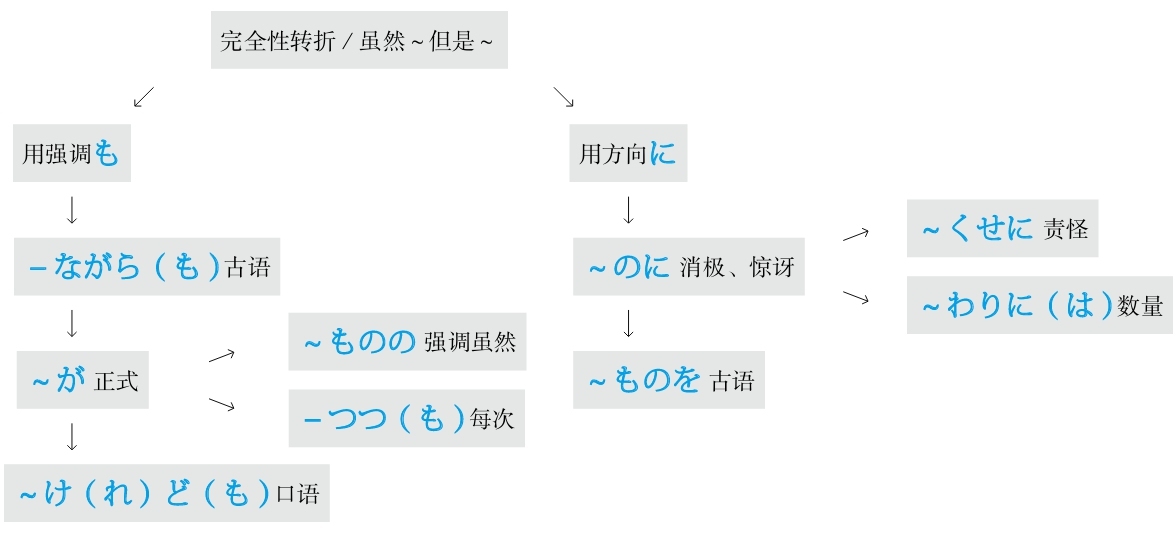 完全性转折 / 虽然~但是~
用强调も
用方向に
-ながら（も）古语
~のに 消极、惊讶
~くせに 责怪
~わりに（は）数量
~が 正式
~ものの 强调虽然
-つつ（も）每次
~ものを 古语
~け（れ）ど（も）口语